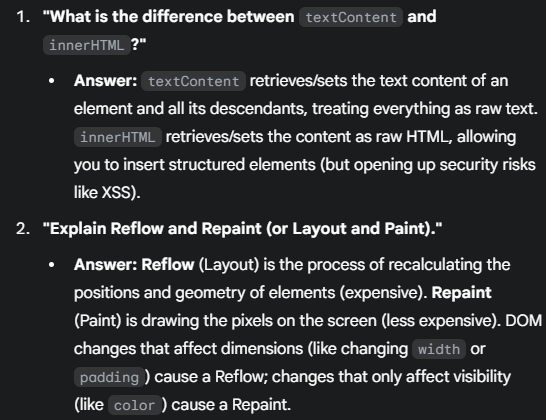 1. "What is the difference between textContent and
innerHTML ?"
• Answer: textContent retrieves/sets the text content of an
element and all its descendants, treating everything as raw text.
innerHTML retrieves/sets the content as raw HTML, allowing
you to insert structured elements (but opening up security risks
like XSS).
2. "Explain Reflow and Repaint (or Layout and Paint)."
• Answer: Reflow (Layout) is the process of recalculating the
positions and geometry of elements (expensive). Repaint
(Paint) is drawing the pixels on the screen (less expensive). DOM
changes that affect dimensions (like changing width or
padding ) cause a Reflow; changes that only affect visibility
(like color ) cause a Repaint.